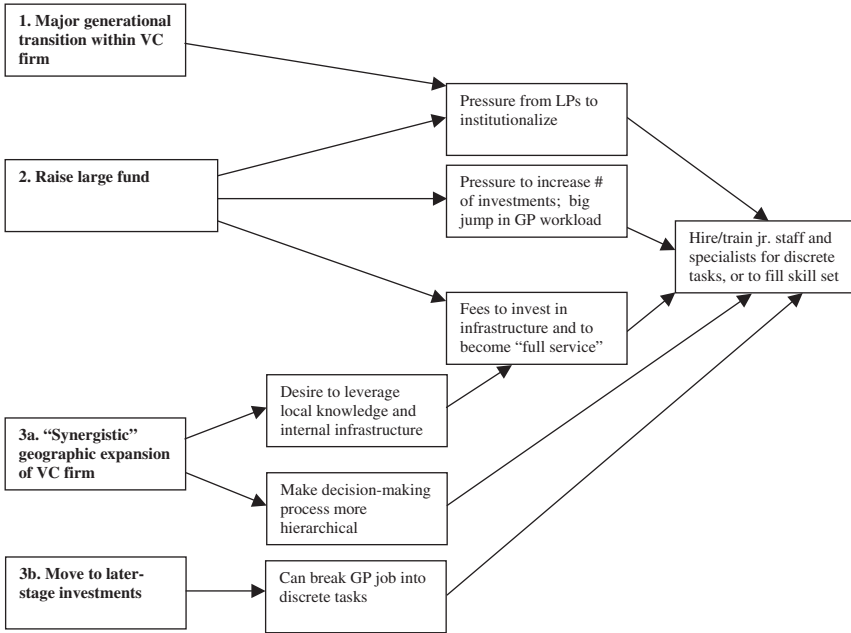 1. Major generational
transition within VC
firm
Pressure from LPs to
institutionalize
2. Raise large fund
Pressure to increase #
of investments; big
jump in GP workload
Hire/train jr. staff and
specialists for discrete
tasks, or to fill skill set
Fees to invest in
infrastructure and to
become “full service”
Desire to leverage
local knowledge and
internal infrastructure
3a. “Synergistic”
geographic expansion
of VC firm
Make decision-making
process more
hierarchical
3b. Move to later-
stage investments
Can break GP job into
discrete tasks